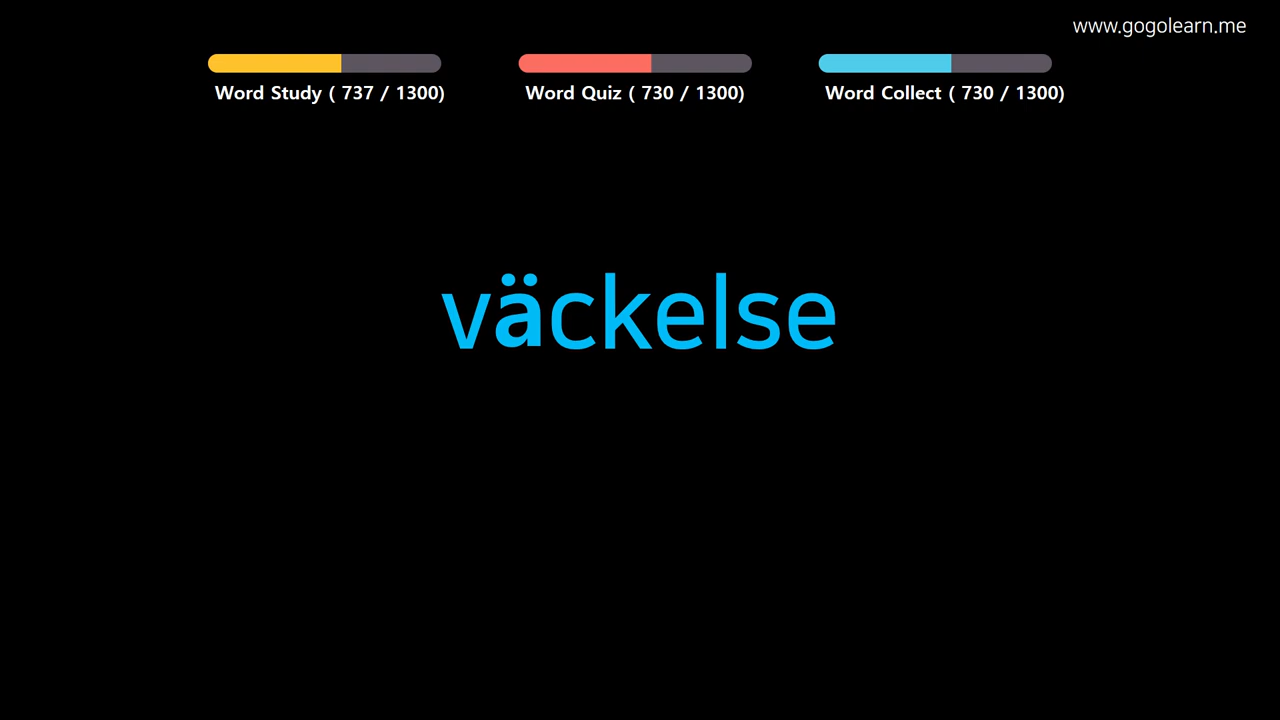 www.gogolearn.me
Word Study ( 737 / 1300)
Word Quiz ( 730 / 1300)
Word Collect ( 730 / 1300)
väckelse